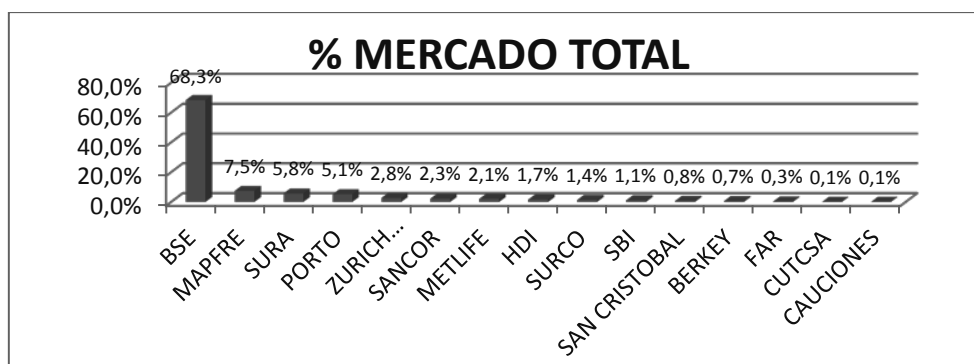 % MERCADO TOTAL
80,0%
60,0%
40,0%
20,0%
0,0%
68,3%
7,5%
5,8%
5,1%
2,8%
2,3%
2,1%
1,7%
1,4%
1,1%
0,8%
0,7%
0,3%
0,1%
0,1%
BSE
MAPFRE
SURA
PORTO
ZURICH...
SANCOR
METLIFE
HDI
SURCO
SBI
SAN CRISTOBAL
BERKEY
FAR
CUTCSA
CAUCIONES